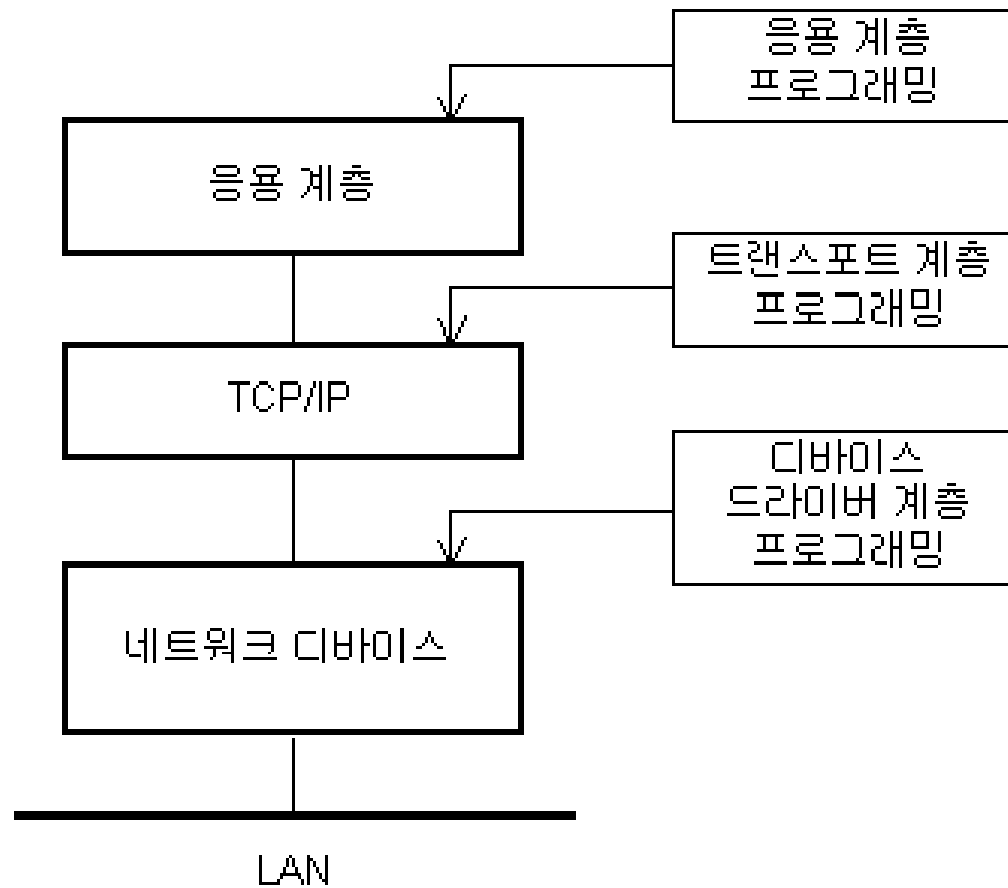 응용 계층
프로그래밍
응용 계층
트랜스포트 계층
프로그래밍
TCP/IP
디바이스
드라이버 계층
프로그래밍
네트워크 디바이스
LAN